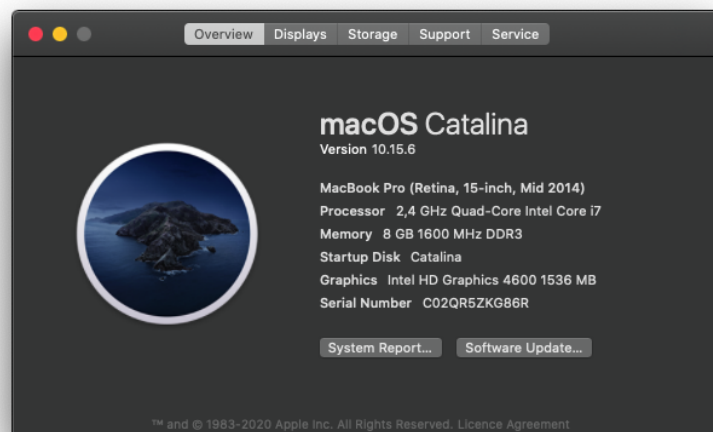 Overview Displays Storage Support Service
macOS Catalina
Version 10.15.6
MacBook Pro (Retina, 15-inch, Mid 2014)
Processor 2,4 GHz Quad-Core Intel Core i7
Memory 8 GB 1600 MHz DDR3
Startup Disk Catalina
Graphics Intel HD Graphics 4600 1536 MB
Serial Number C02QR5ZKG86R
System Report... Software Update...
™ and © 1983-2020 Apple Inc. All Rights Reserved. Licence Agreement